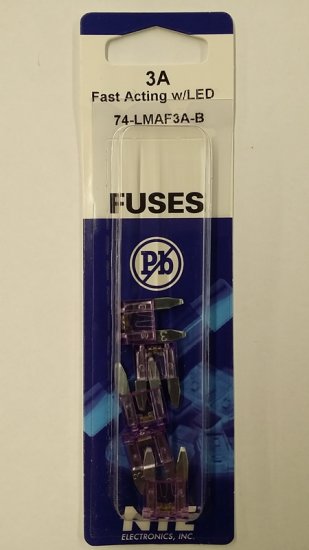 3A
Fast Acting w/LED
74-LMAF3A-B
FUSES
Pb
NTE
ELECTRONICS, INC.